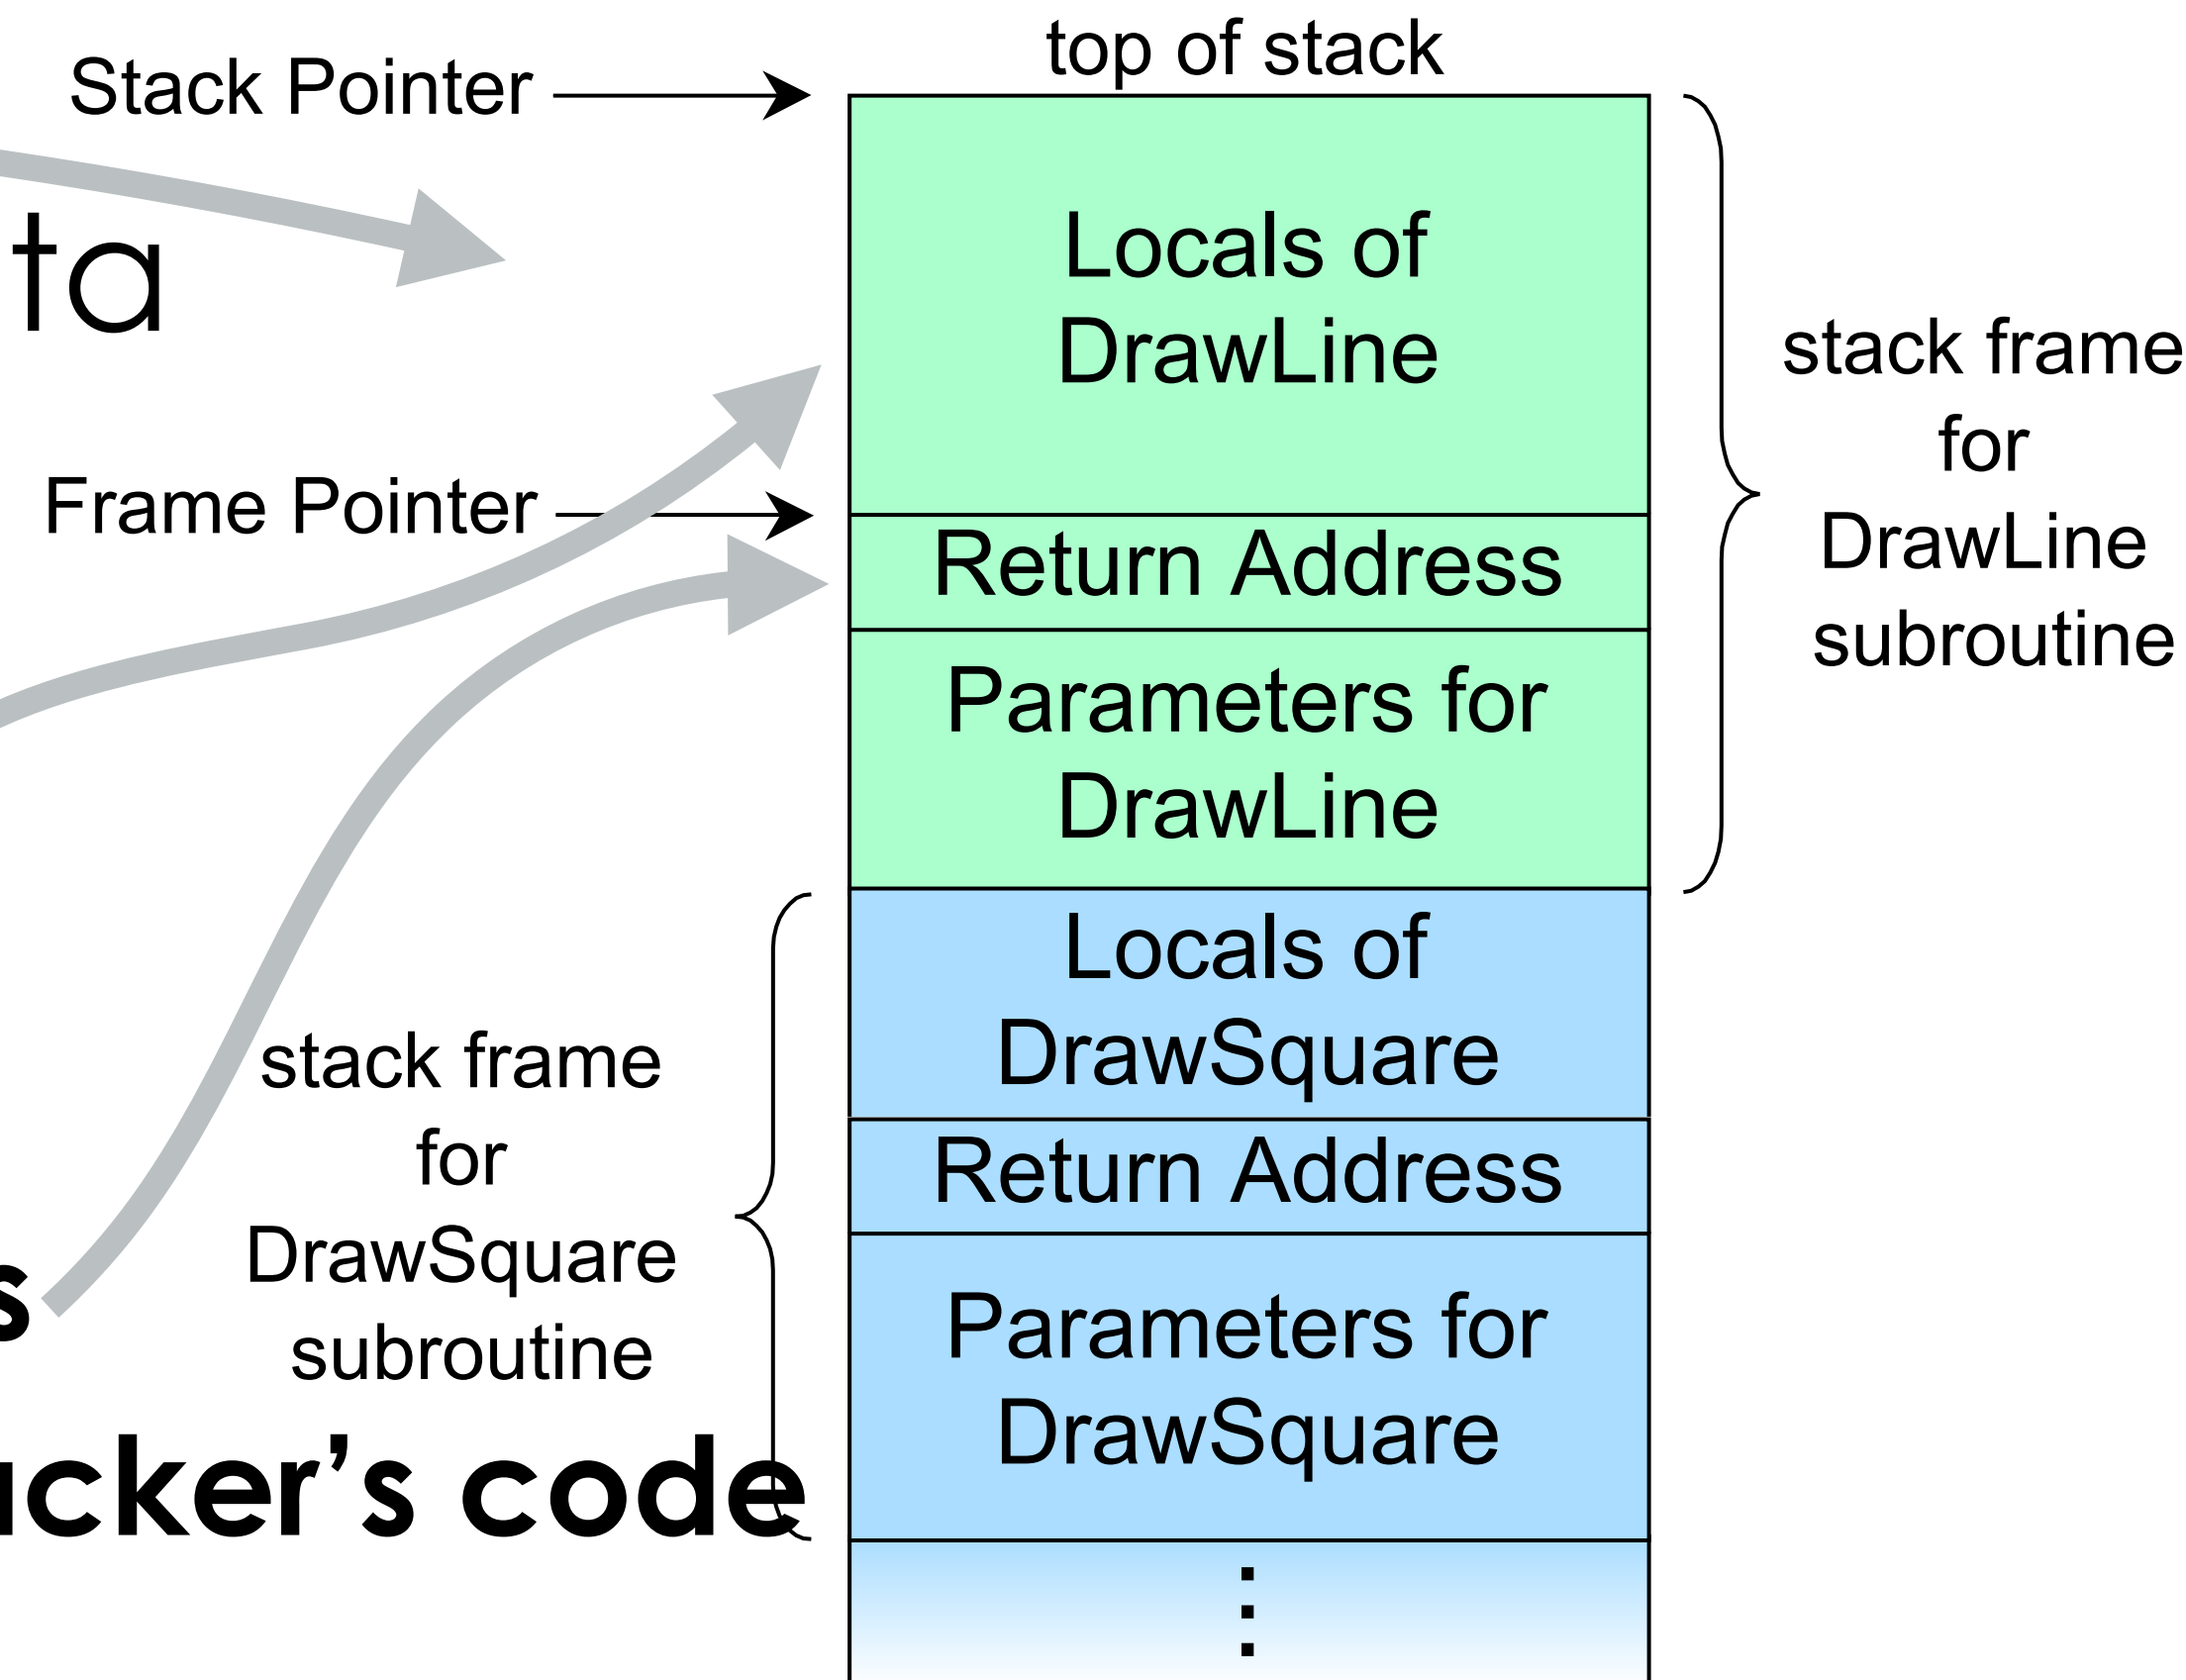 top of stack
Stack Pointer
ta
Locals of
DrawLine
stack frame
for
DrawLine
subroutine
Frame Pointer
Return Address
Parameters for
DrawLine
Locals of
DrawSquare
stack frame
for
DrawSquare
subroutine
Return Address
s
Parameters for
DrawSquare
acker’s code